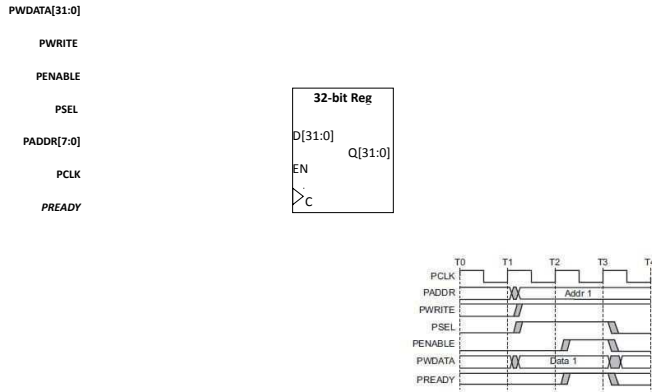 PWDATA[31:0]
PWRITE
PENABLE
PSEL
PADDR[7:0]
PCLK
PREADY
32-bit Reg
D[31:0]
Q[31:0]
EN
C
T0 T1 T2 T3 T4
PCLK
PADDR Addr 1
PWRITE
PSEL
PENABLE
PWDATA Data 1
PREADY